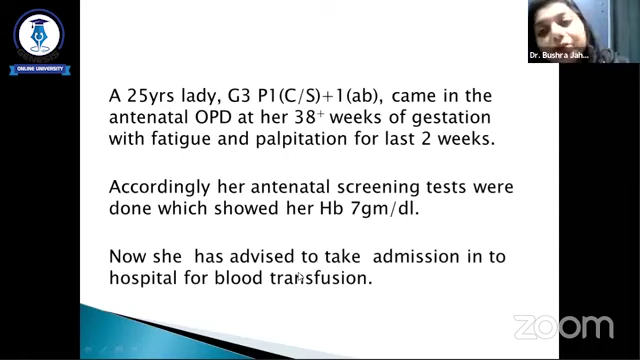 ONLINE UNIVERSITY
Dr. Bushra Jah...
A 25yrs lady, G3 P1(C/S)+1(ab), came in the
antenatal OPD at her 38⁺ weeks of gestation
with fatigue and palpitation for last 2 weeks.
Accordingly her antenatal screening tests were
done which showed her Hb 7gm/dl.
Now she has advised to take admission in to
hospital for blood transfusion.
zoom